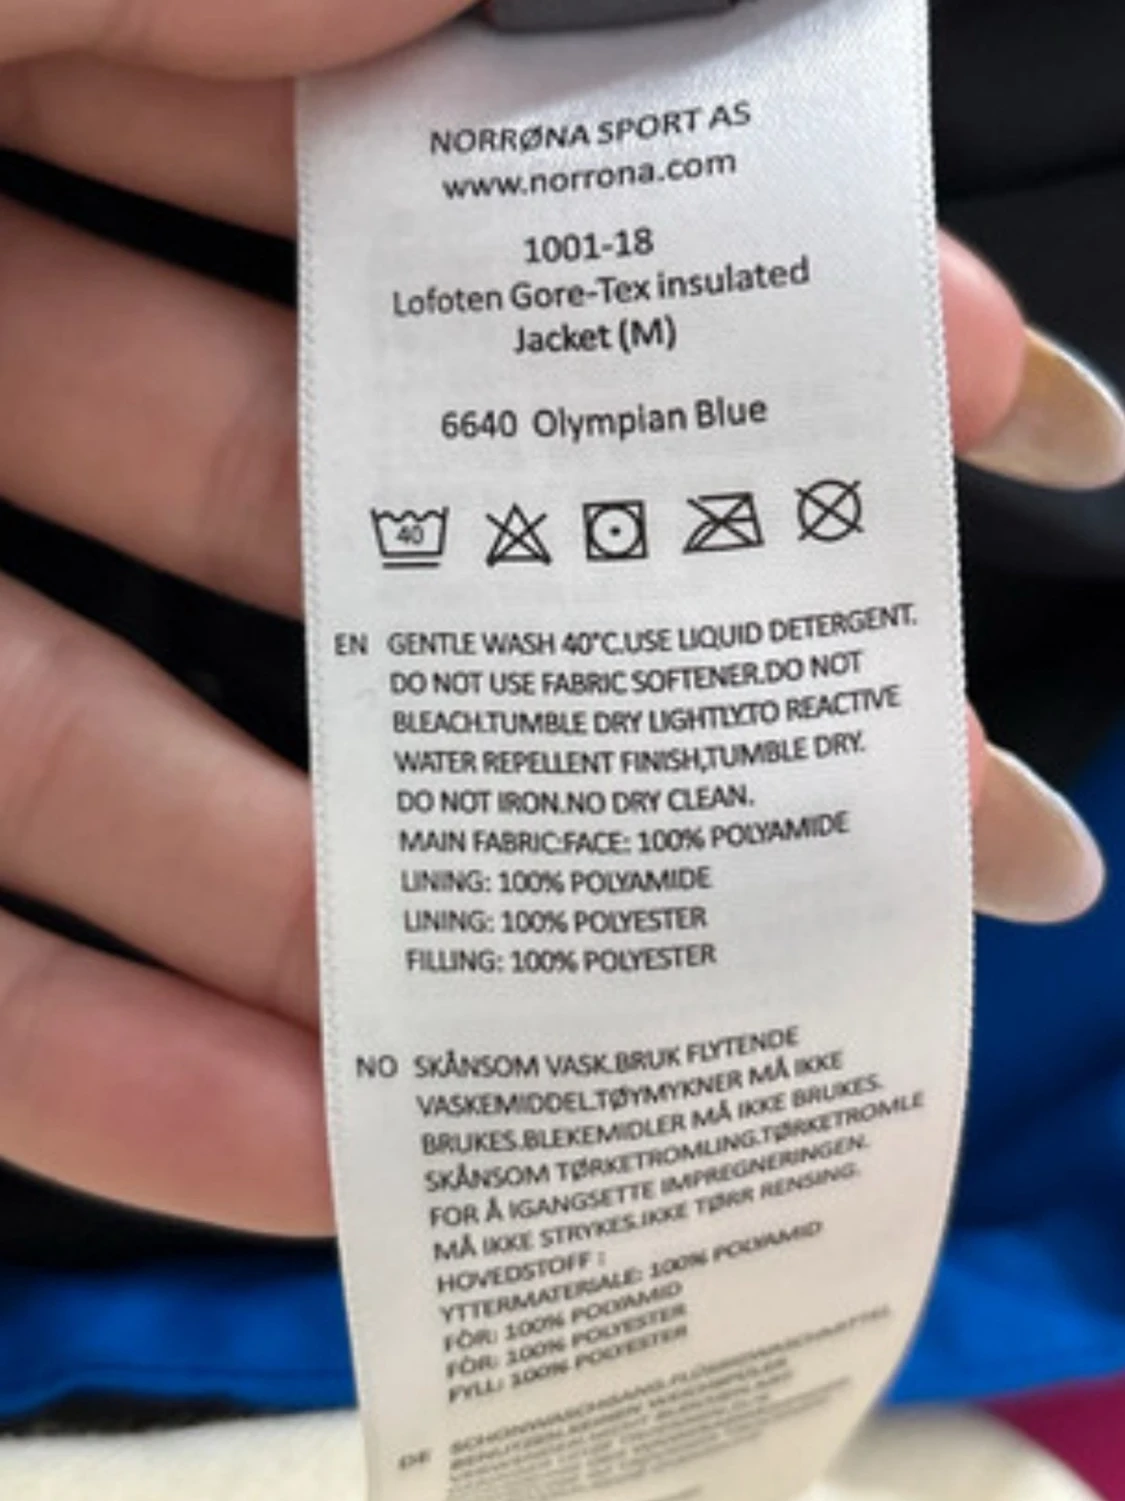 NORRØNA SPORT AS
www.norrona.com
1001-18
Lofoten Gore-Tex insulated
Jacket (M)
6640 Olympian Blue
40
EN GENTLE WASH 40°C.USE LIQUID DETERGENT.
DO NOT USE FABRIC SOFTENER.DO NOT
BLEACH.TUMBLE DRY LIGHTLY.TO REACTIVE
WATER REPELLENT FINISH,TUMBLE DRY.
DO NOT IRON.NO DRY CLEAN.
MAIN FABRIC:FACE: 100% POLYAMIDE
LINING: 100% POLYAMIDE
LINING: 100% POLYESTER
FILLING: 100% POLYESTER
NO SKÅNSOM VASK.BRUK FLYTENDE
VASKEMIDDEL.TØYMYKNER MÅ IKKE
BRUKES.BLEKEMIDLER MÅ IKKE BRUKES.
SKÅNSOM TØRKETROMLING.TØRKETROMLE
FOR Å IGANGSETTE IMPREGNERINGEN.
MÅ IKKE STRYKES.IKKE TØRR RENSING.
HOVEDSTOFF :
YTTERMATERIALE: 100% POLYAMID
FÒR: 100% POLYAMID
FÒR: 100% POLYESTER
FYLL: 100% POLYESTER
DE